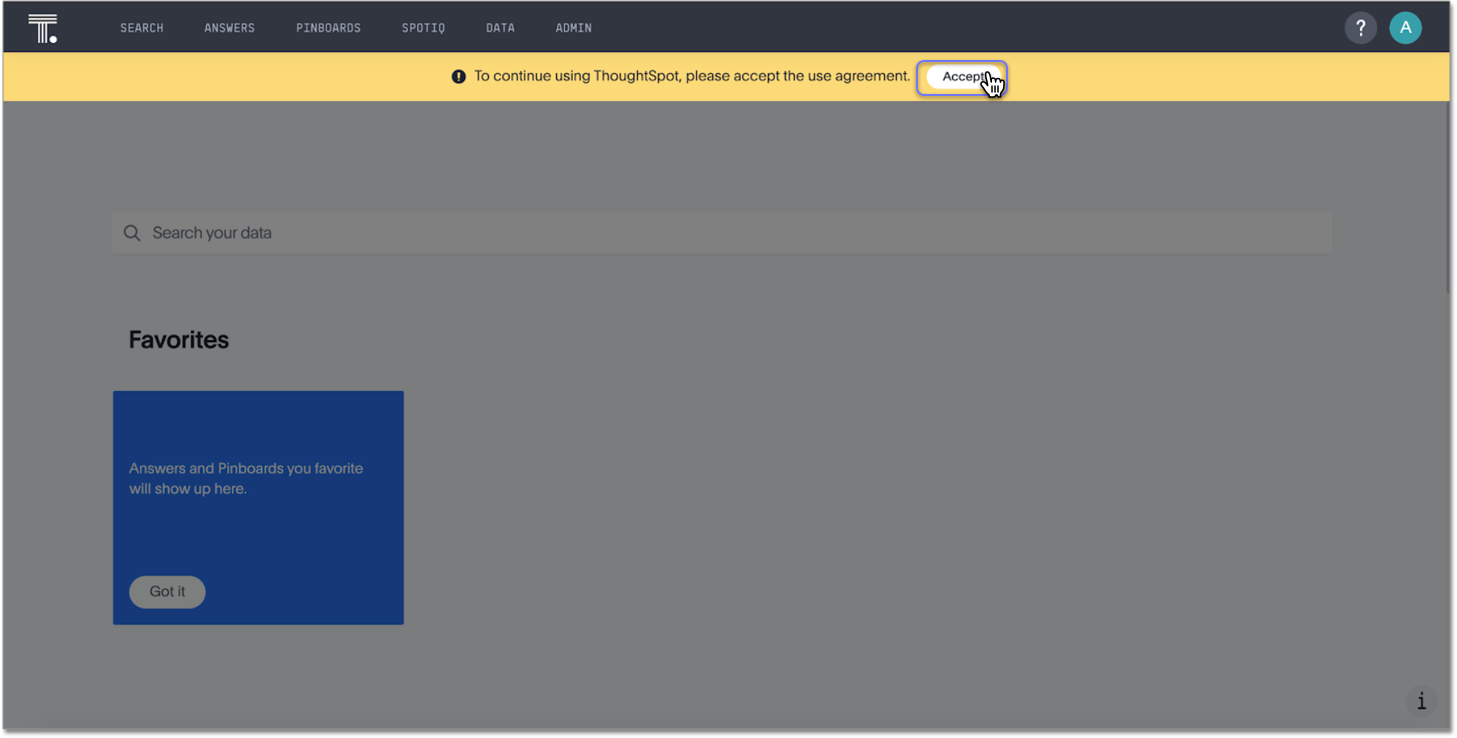 T.
SEARCH ANSWERS PINBOARDS SPOTIQ DATA ADMIN
? A
! To continue using ThoughtSpot, please accept the use agreement. Accept
Search your data
Favorites
Answers and Pinboards you favorite
will show up here.
Got it
i